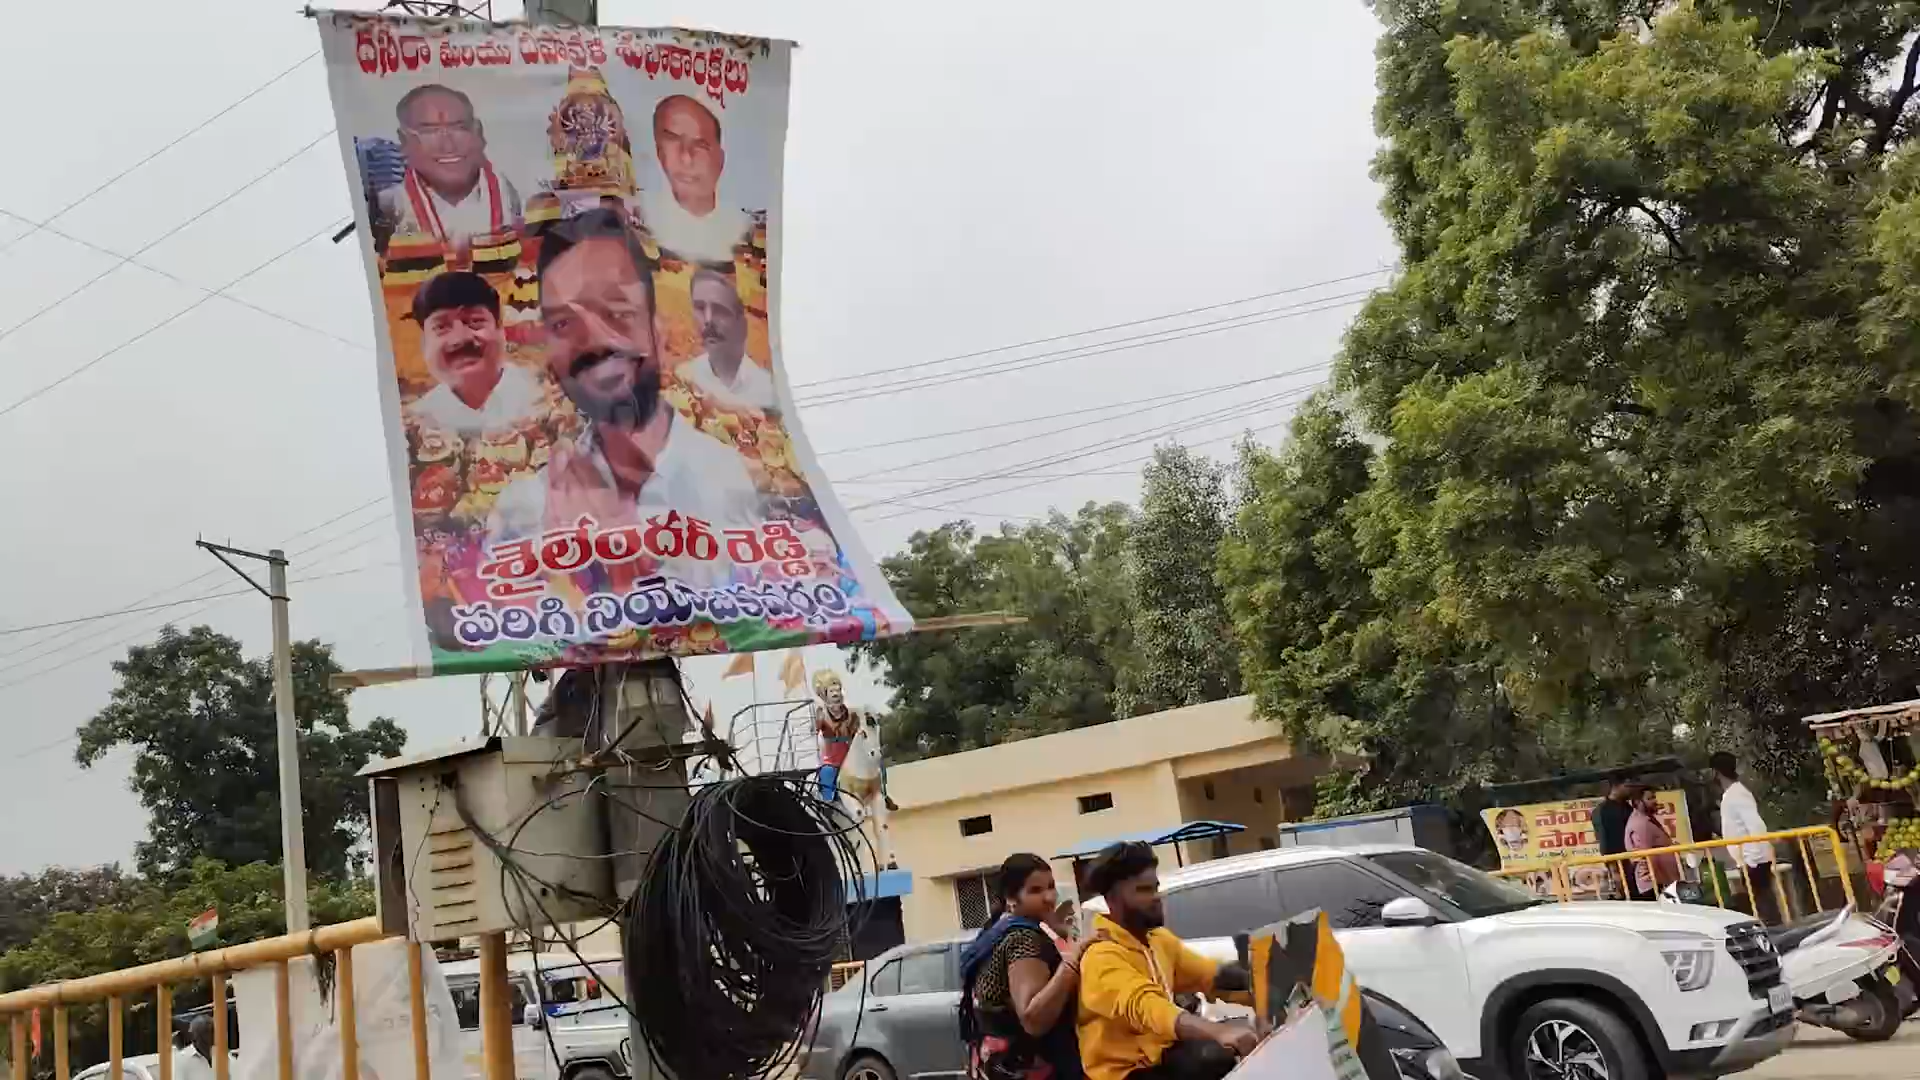 దసరా మరియు దీపావళి శుభాకాంక్షలు
శైలేందర్ రెడ్డి
పరిగి నియోజకవర్గం